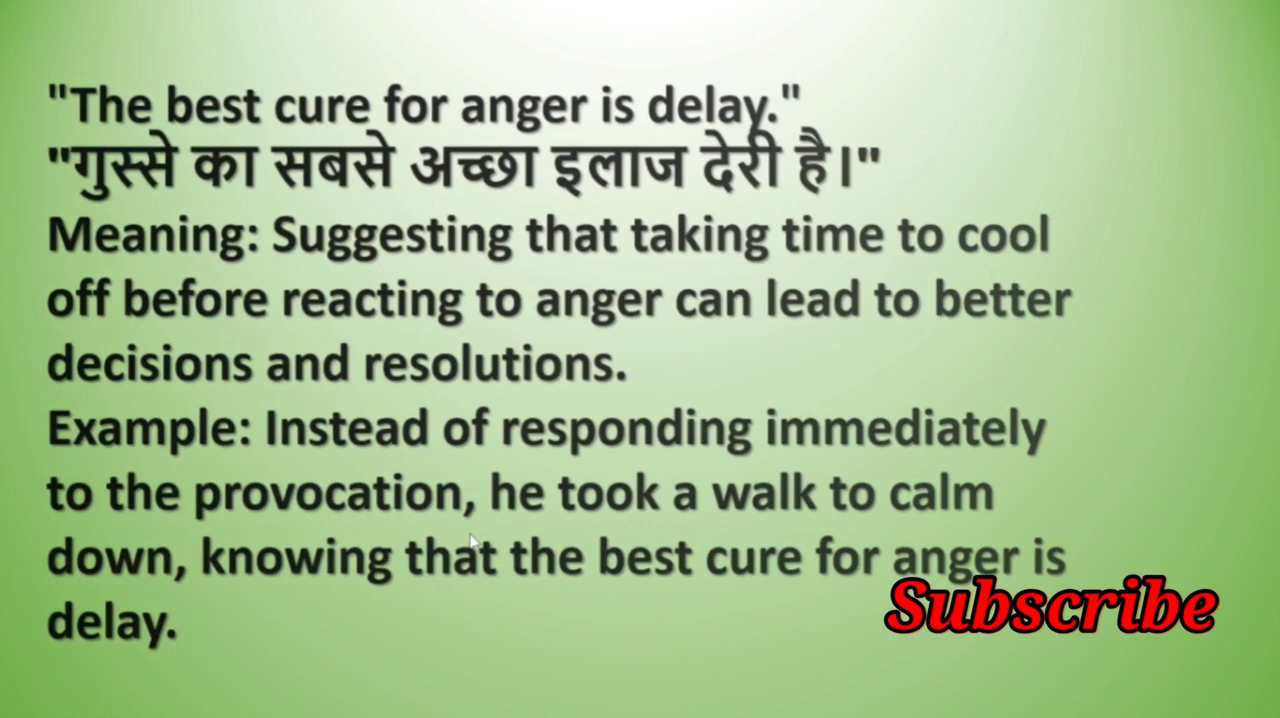 "The best cure for anger is delay."
"गुस्से का सबसे अच्छा इलाज देरी है।"
Meaning: Suggesting that taking time to cool
off before reacting to anger can lead to better
decisions and resolutions.
Example: Instead of responding immediately
to the provocation, he took a walk to calm
down, knowing that the best cure for anger is
delay.
Subscribe